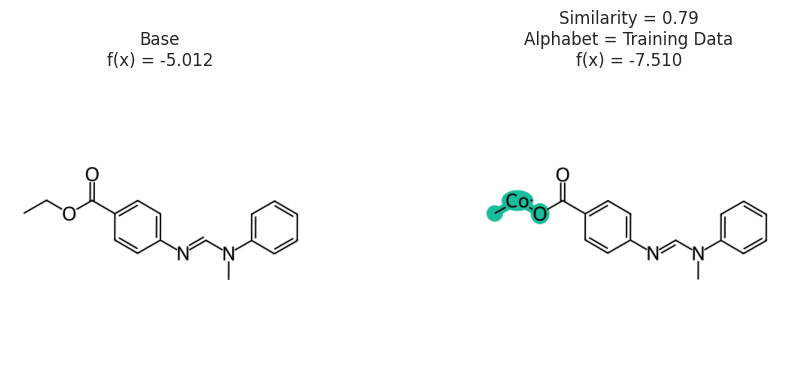 Base
f(x) = -5.012
Similarity = 0.79
Alphabet = Training Data
f(x) = -7.510
O
O
N
N
O
Co
O
N
N